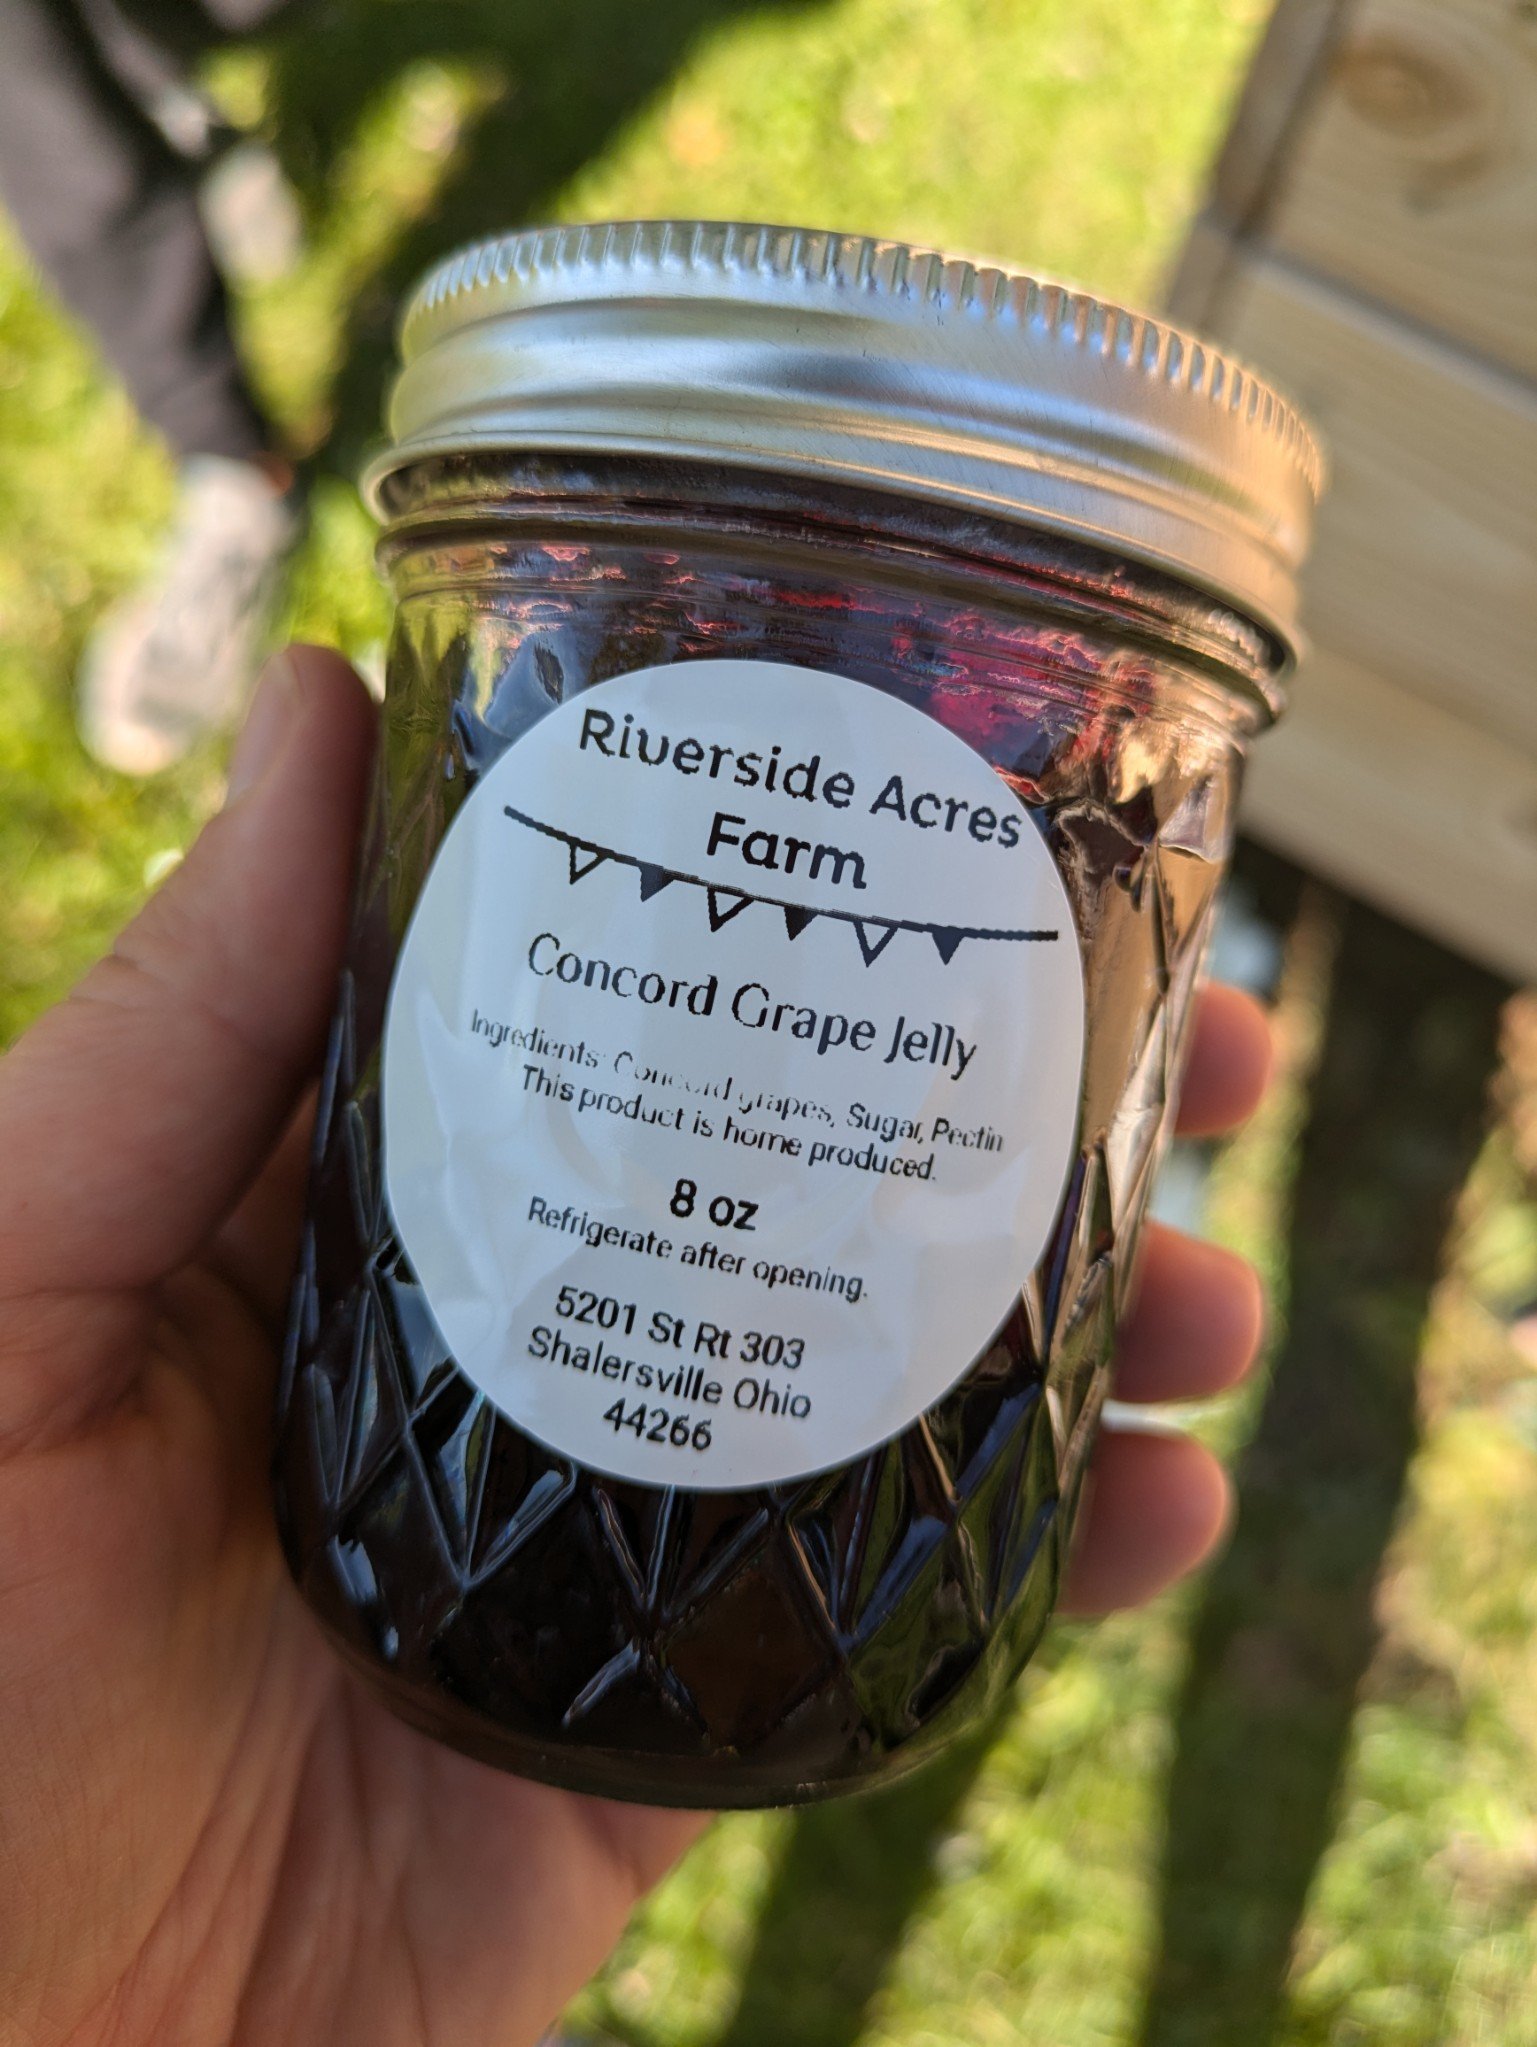 Riverside Acres
Farm
Concord Grape Jelly
Ingredients: Concord grapes, Sugar, Pectin
This product is home produced.
8 oz
Refrigerate after opening.
5201 St Rt 303
Shalersville Ohio
44266